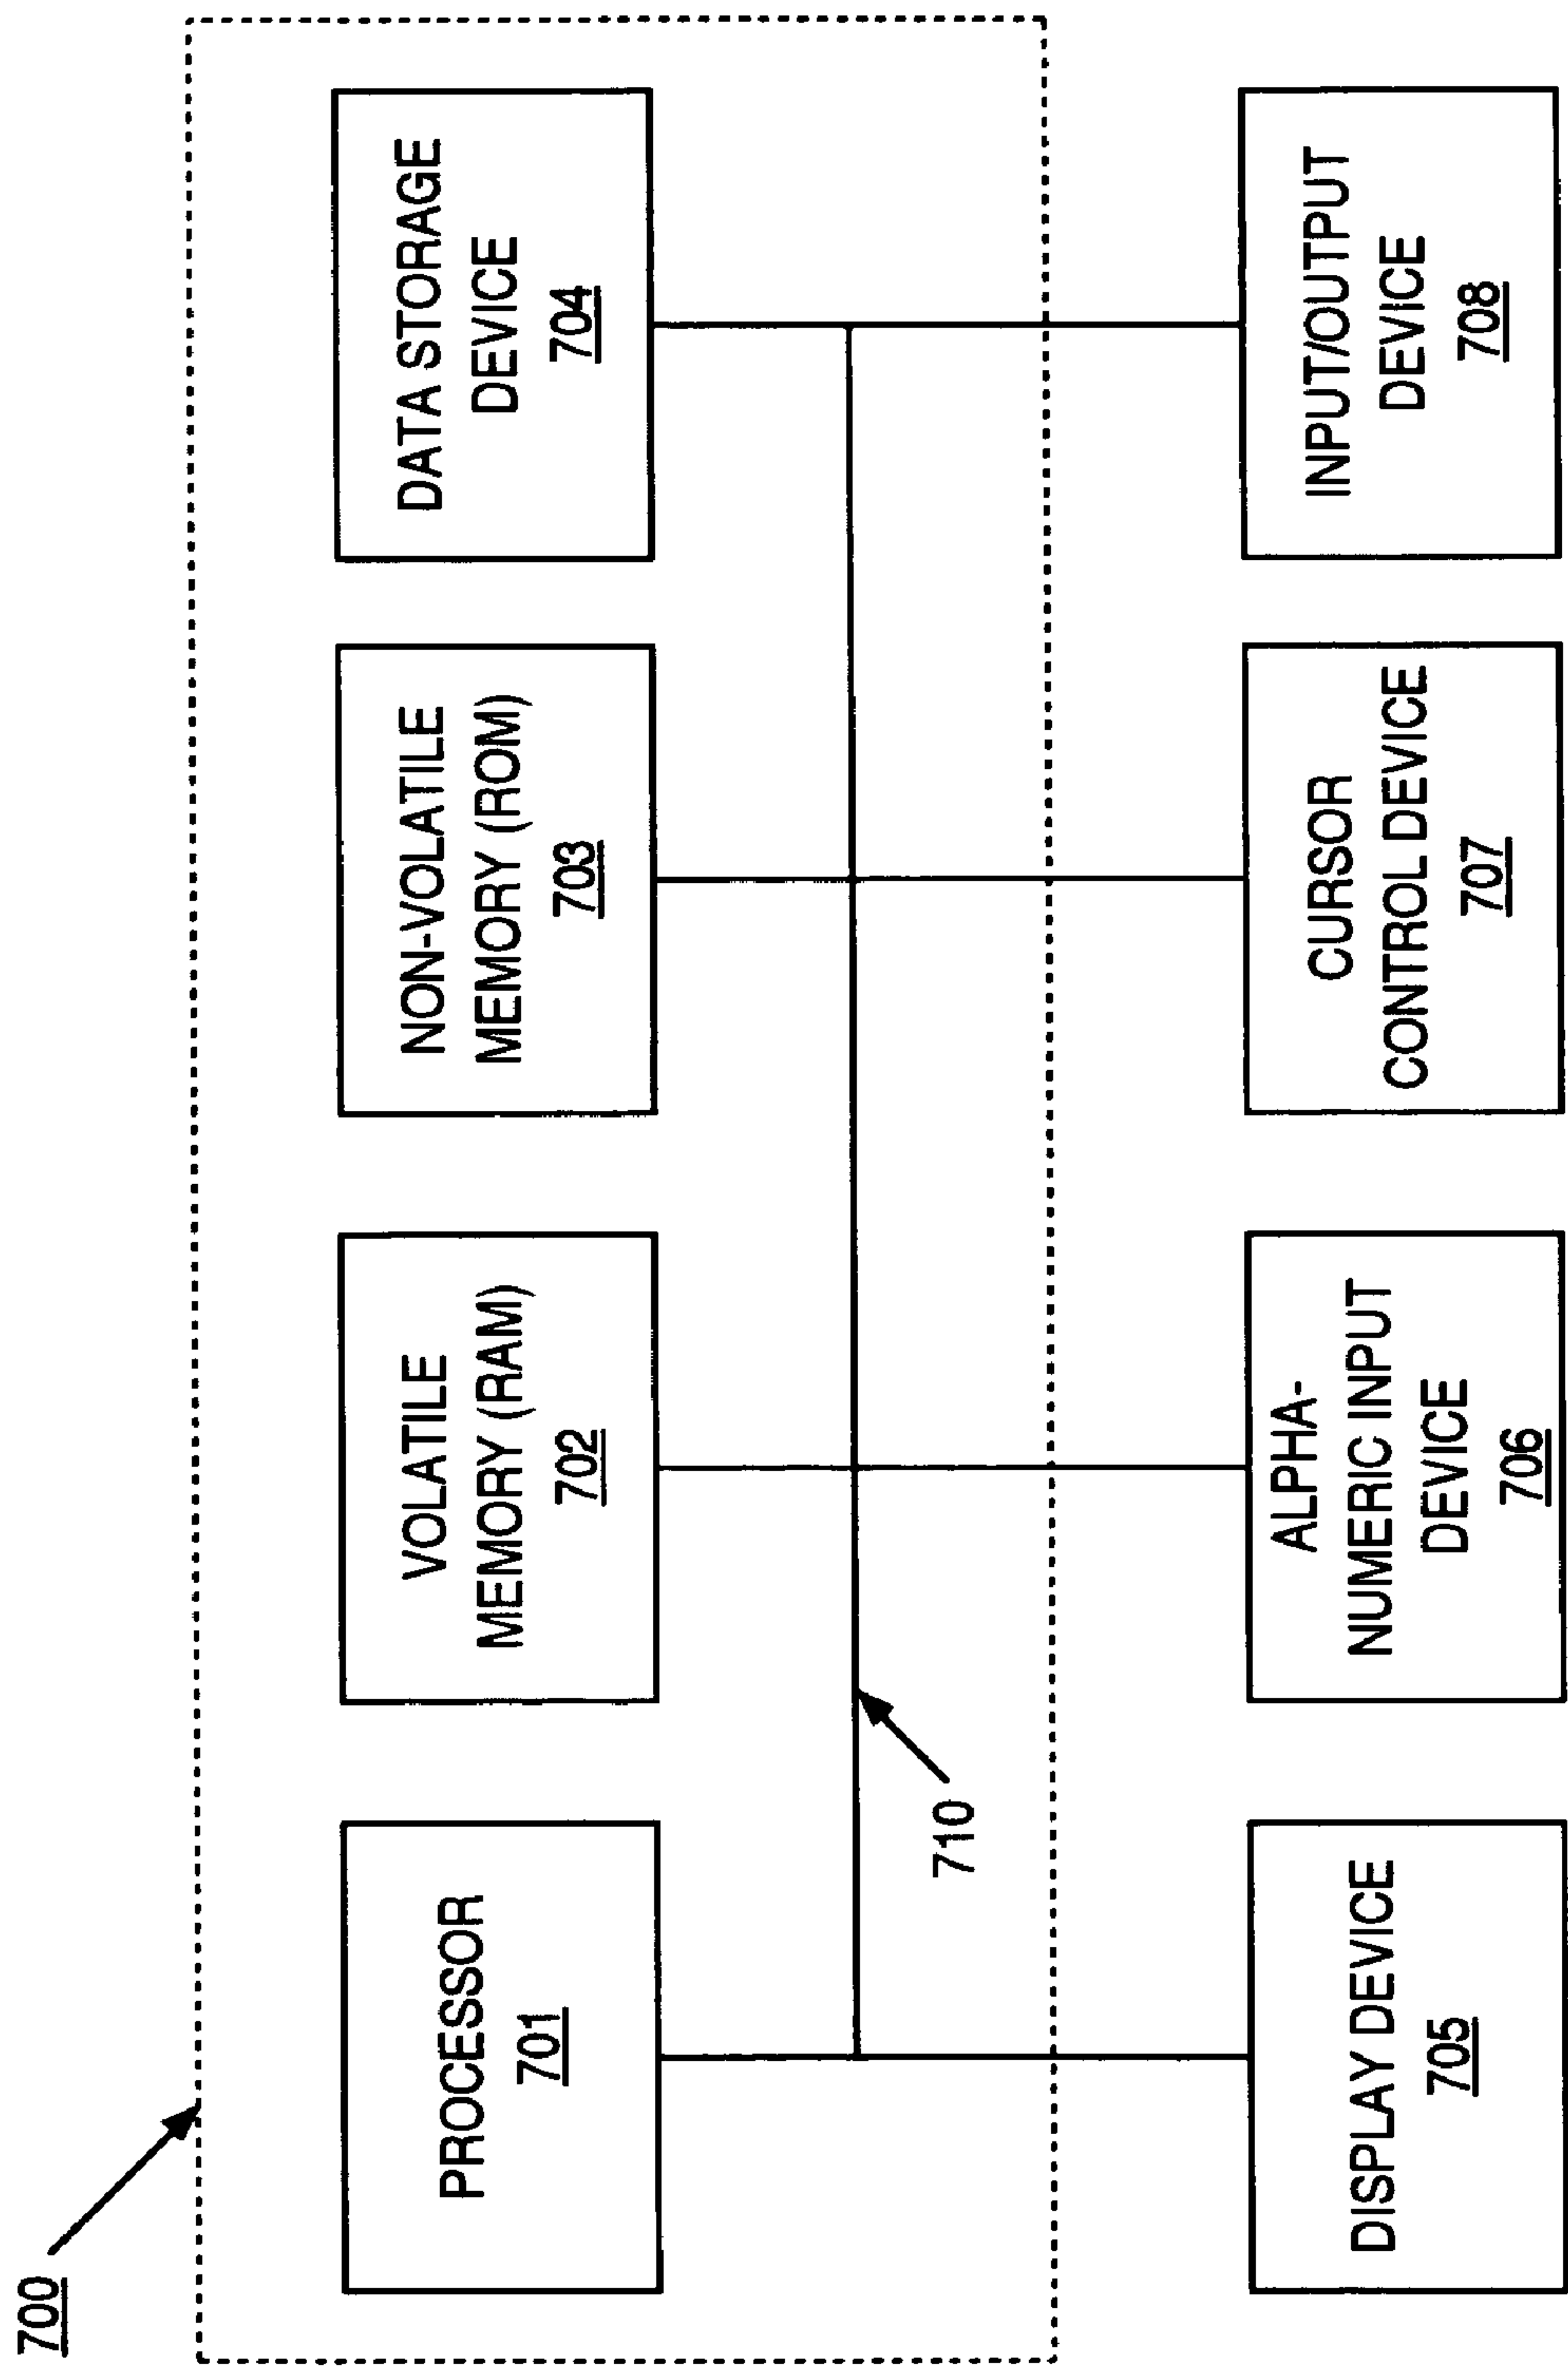 700
PROCESSOR
701
VOLATILE
MEMORY (RAM)
702
NON-VOLATILE
MEMORY (ROM)
703
DATA STORAGE
DEVICE
704
710
DISPLAY DEVICE
705
ALPHA-
NUMERIC INPUT
DEVICE
706
CURSOR
CONTROL DEVICE
707
INPUT/OUTPUT
DEVICE
708